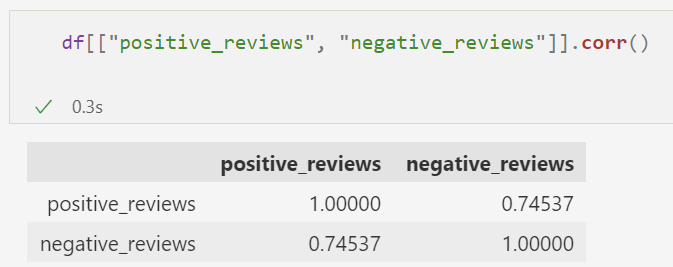 df[["positive_reviews", "negative_reviews"]].corr()
0.3s
positive_reviews negative_reviews
positive_reviews 1.00000 0.74537
negative_reviews 0.74537 1.00000